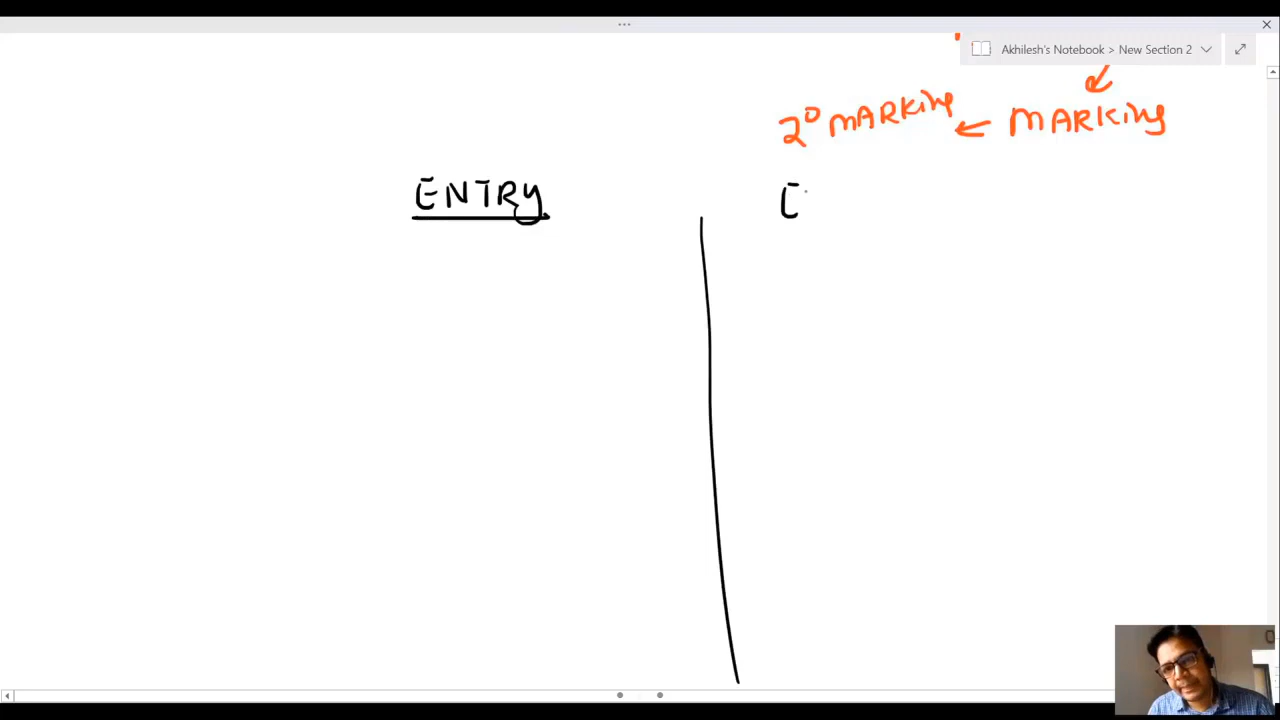 Akhilesh's Notebook > New Section 2
2° MARKING ← MARKING
ENTRY